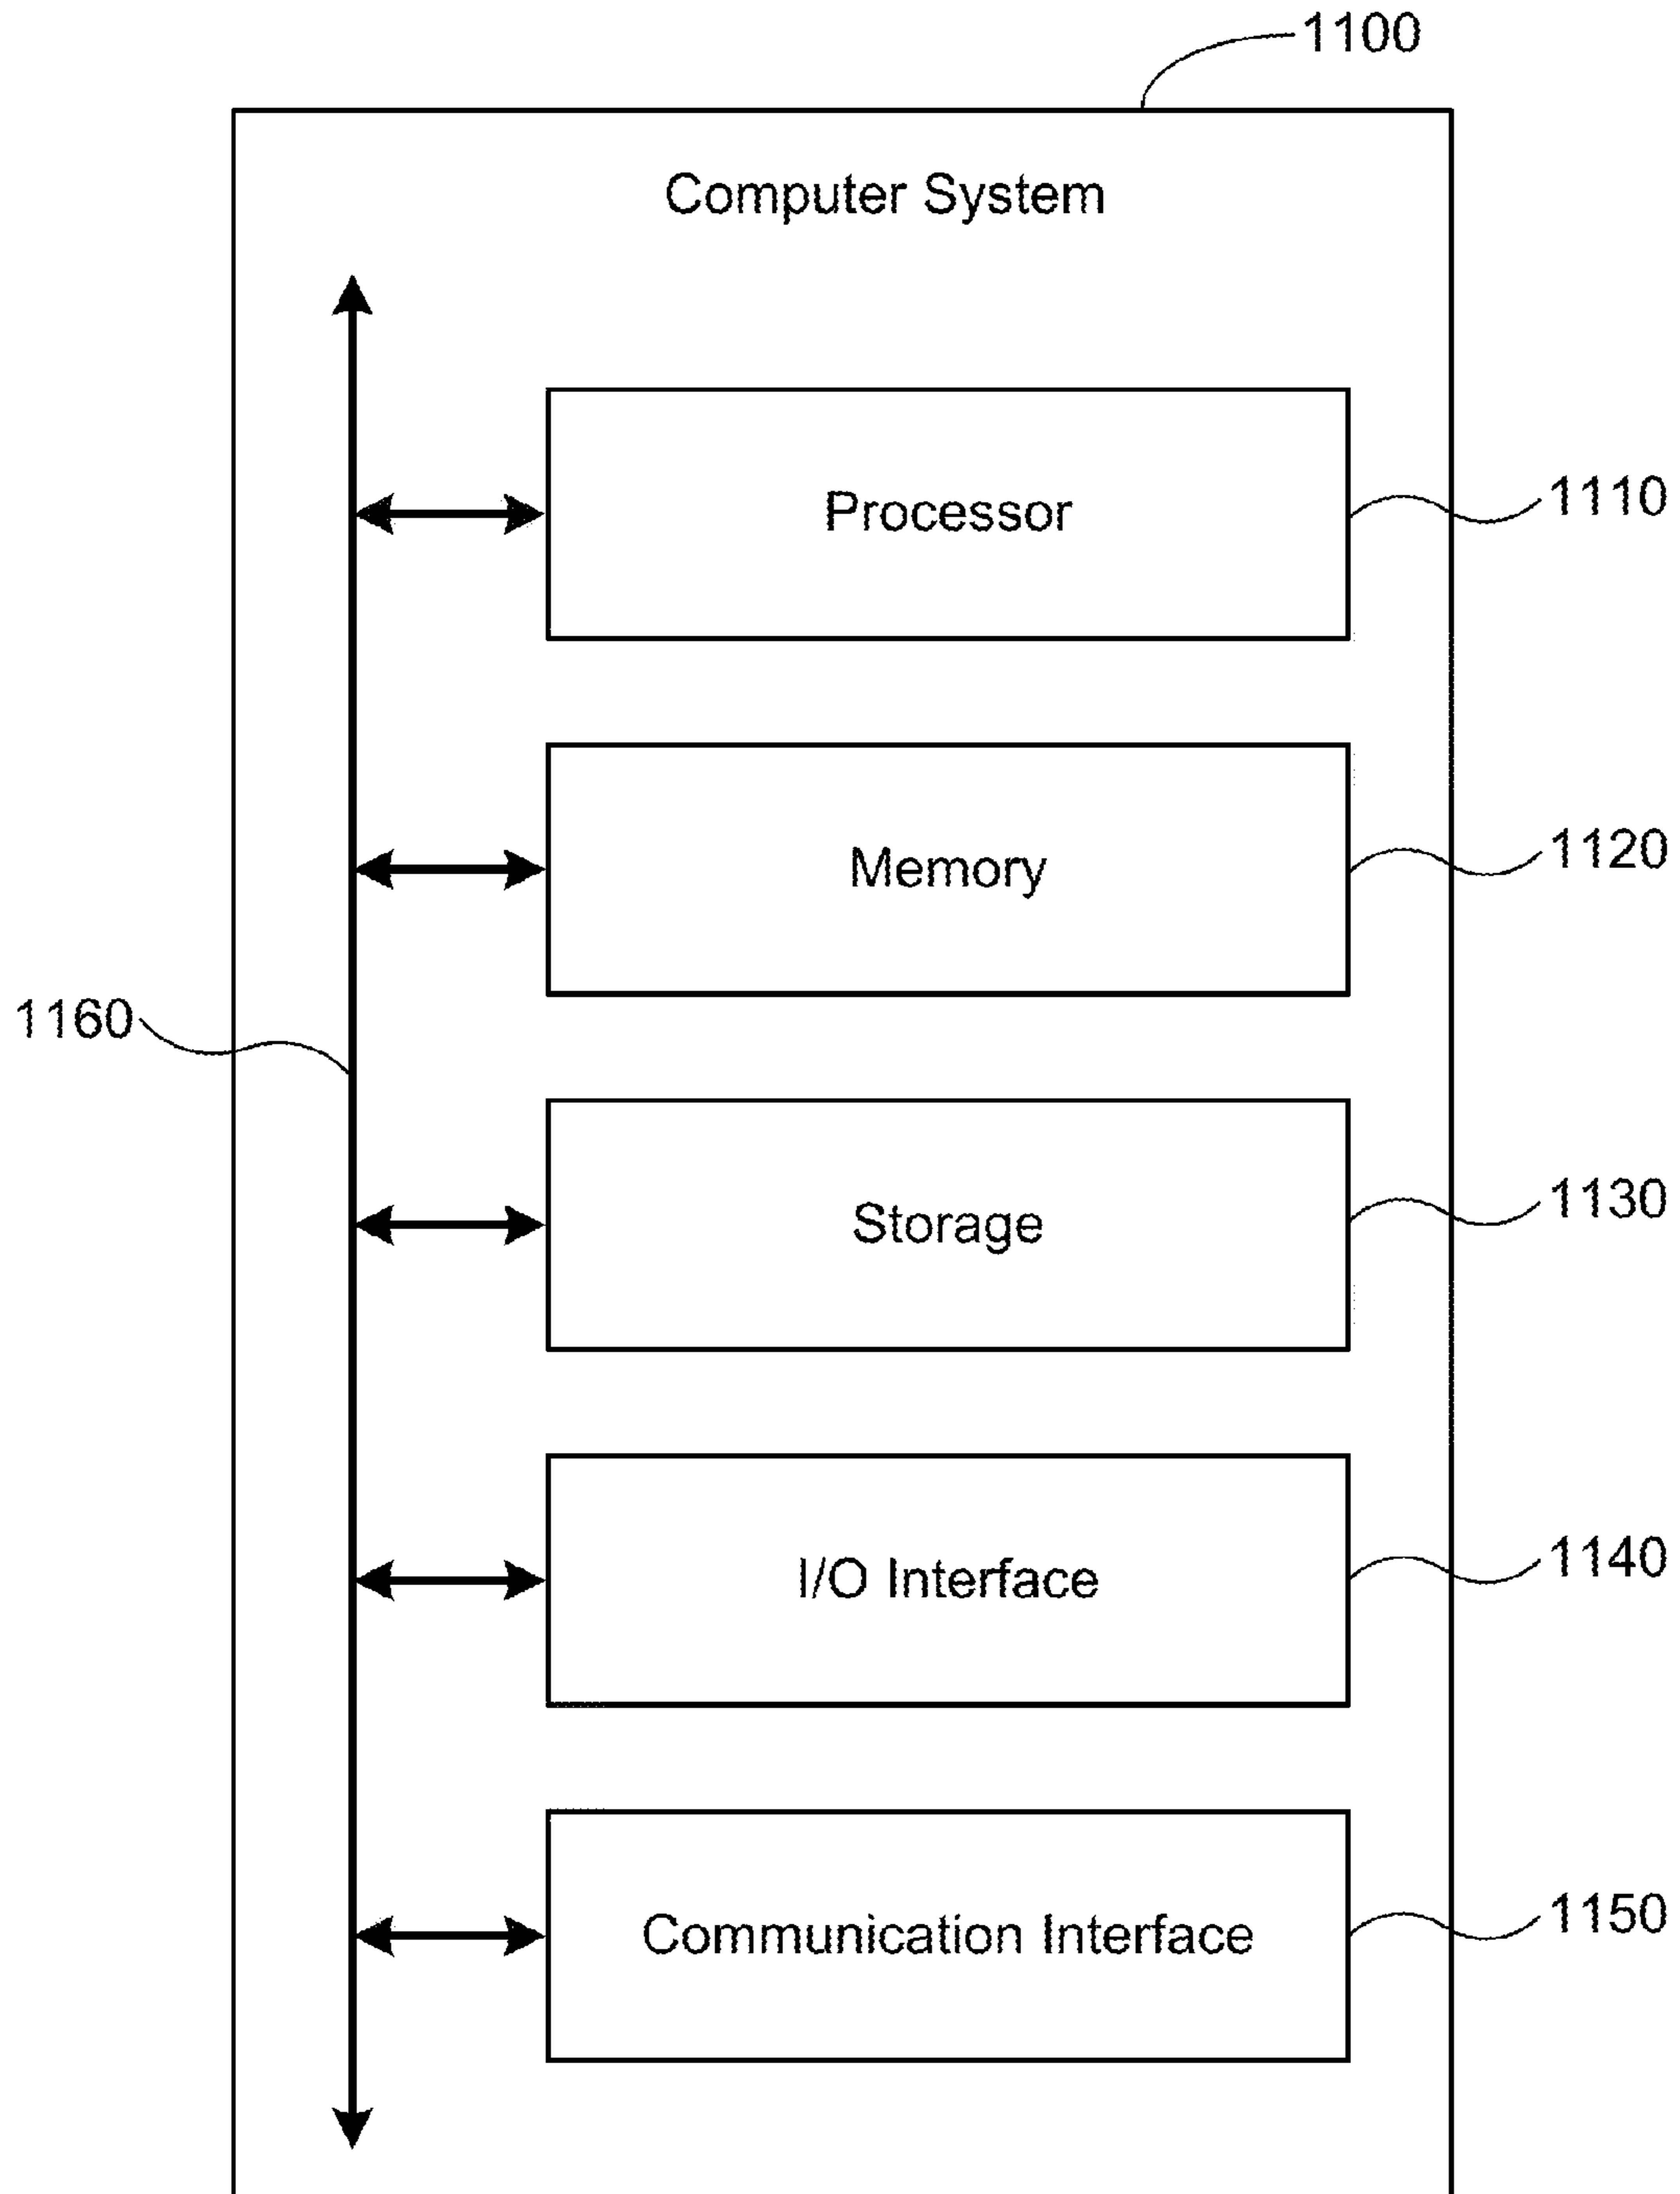 1100
Computer System
Processor
1110
Memory
1120
1160
Storage
1130
I/O Interface
1140
Communication Interface
1150